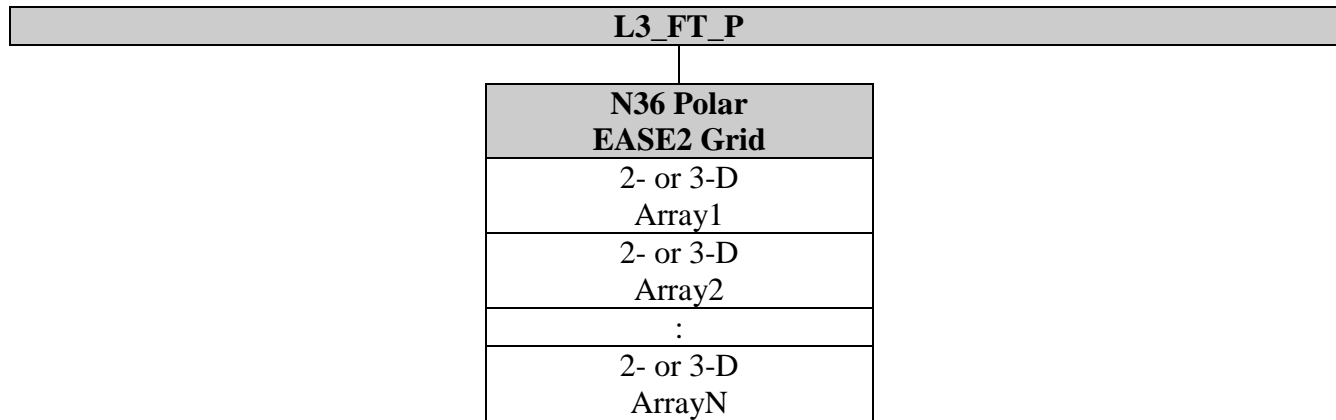 L3_FT_P
N36 Polar
EASE2 Grid
2- or 3-D
Array1
2- or 3-D
Array2
:
2- or 3-D
ArrayN